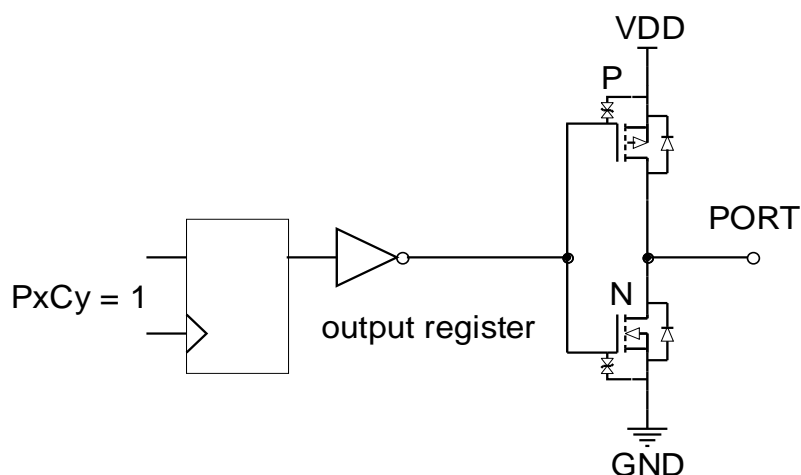 VDD
P
PORT
PxCy = 1
N
output register
GND